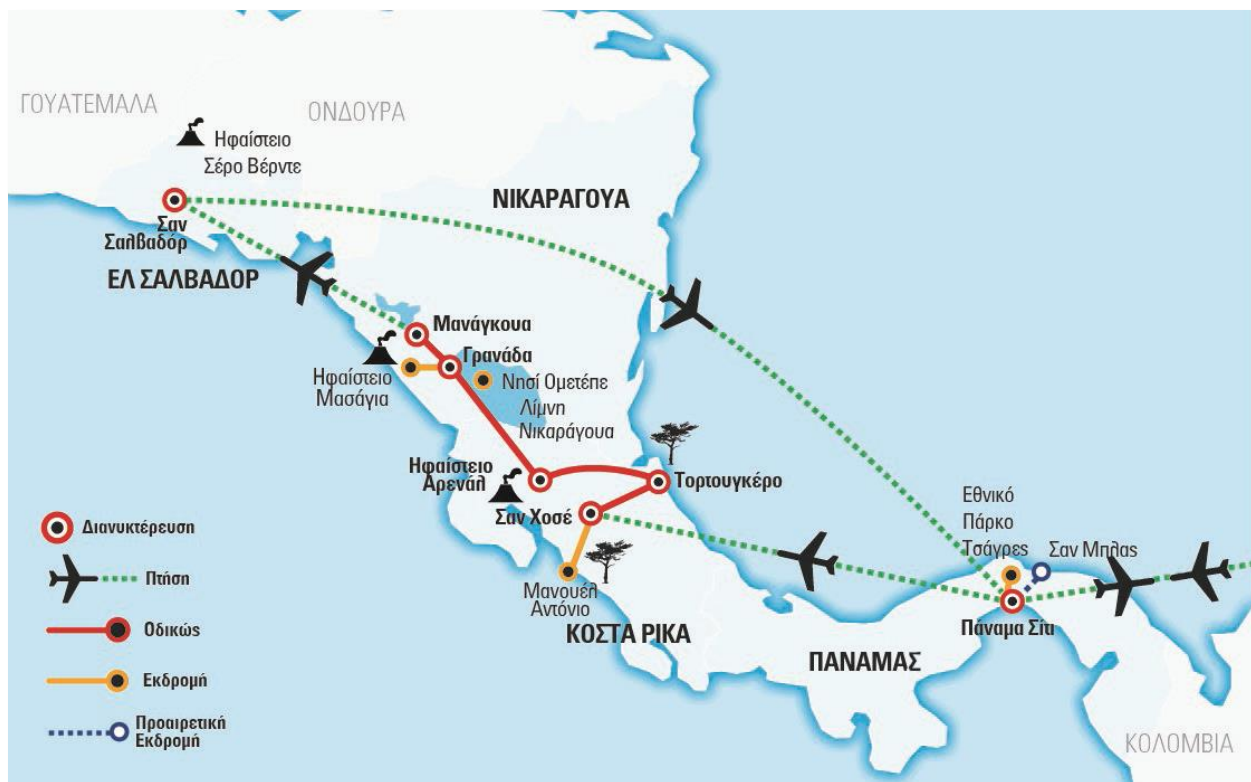 ΓΟΥΑΤΕΜΑΛΑ
ΟΝΔΟΥΡΑ
Ηφαίστειο
Σέρο Βέρντε
ΝΙΚΑΡΑΓΟΥΑ
Σαν
Σαλβαδόρ
ΕΛ ΣΑΛΒΑΔΟΡ
Μανάγκουα
Γρανάδα
Ηφαίστειο
Μασάγια
Νησί Ομετέπε
Λίμνη
Νικαράγουα
Ηφαίστειο
Αρενάλ
Τορτουγκέρο
Σαν Χοσέ
Εθνικό
Πάρκο
Τσάγρες
Σαν Μπλας
Μανουέλ
Αντόνιο
ΚΟΣΤΑ ΡΙΚΑ
Πάναμα Σίτι
ΠΑΝΑΜΑΣ
ΚΟΛΟΜΒΙΑ
Διανυκτέρευση
Πτήση
Οδικώς
Εκδρομή
Προαιρετική
Εκδρομή